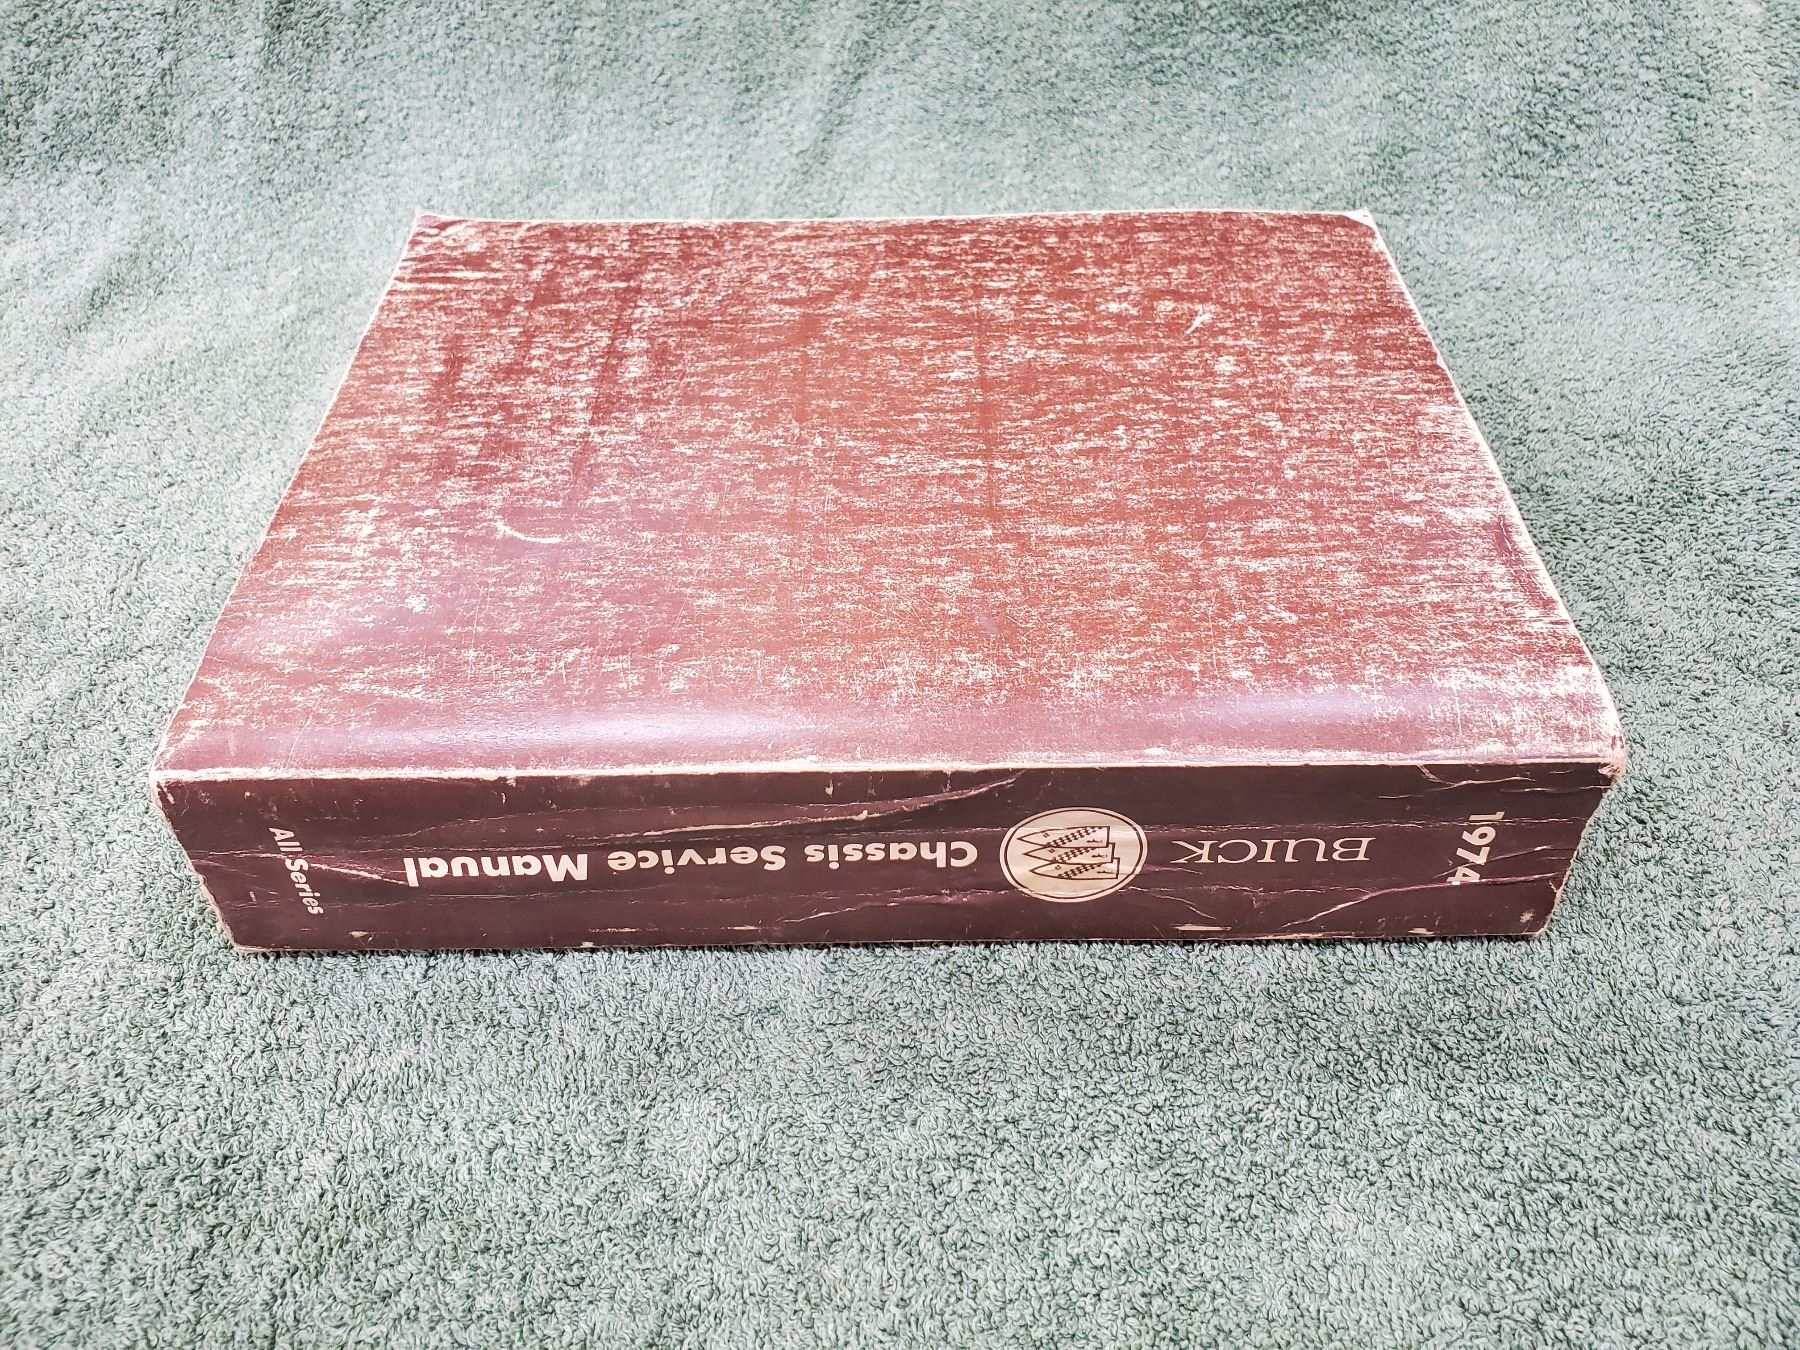 1974
BUICK
Chassis Service Manual
All Series